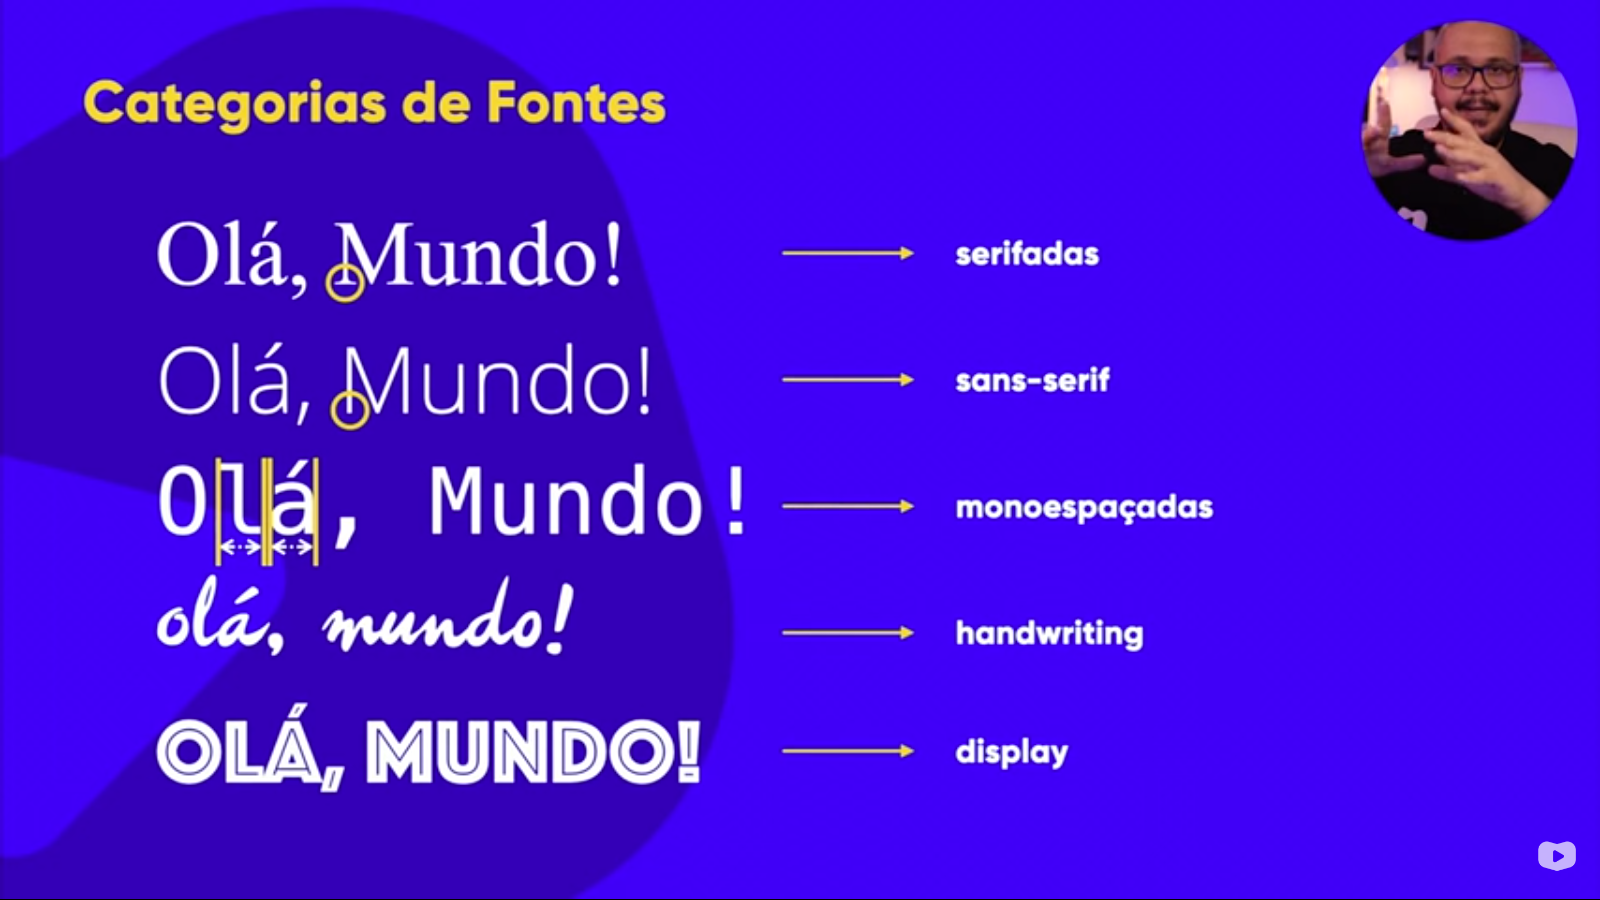 Categorias de Fontes
Olá, Mundo!
serifadas
Olá, Mundo!
sans-serif
Olá, Mundo!
monoespaçadas
olá, mundo!
handwriting
OLÁ, MUNDO!
display